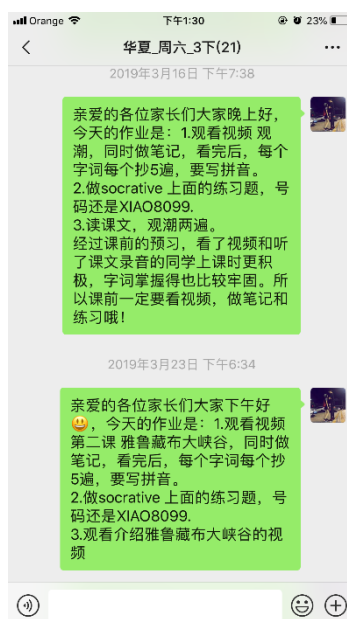 Orange 下午1:30 23%
华夏_周六_3下(21)
2019年3月16日 下午7:38
亲爱的各位家长们大家晚上好，
今天的作业是：1.观看视频 观
潮，同时做笔记，看完后，每个
字词每个抄5遍，要写拼音。
2.做socrative 上面的练习题，号
码还是XIAO8099.
3.读课文，观潮两遍。
经过课前的预习，看了视频和听
了课文录音的同学上课时更积
极，字词掌握得也比较牢固。所
以课前一定要看视频，做笔记和
练习哦！
2019年3月23日 下午6:34
亲爱的各位家长们大家下午好
😃，今天的作业是：1.观看视频
第二课 雅鲁藏布大峡谷，同时做
笔记，看完后，每个字词每个抄
5遍，要写拼音。
2.做socrative 上面的练习题，号
码还是XIAO8099.
3.观看介绍雅鲁藏布大峡谷的视
频